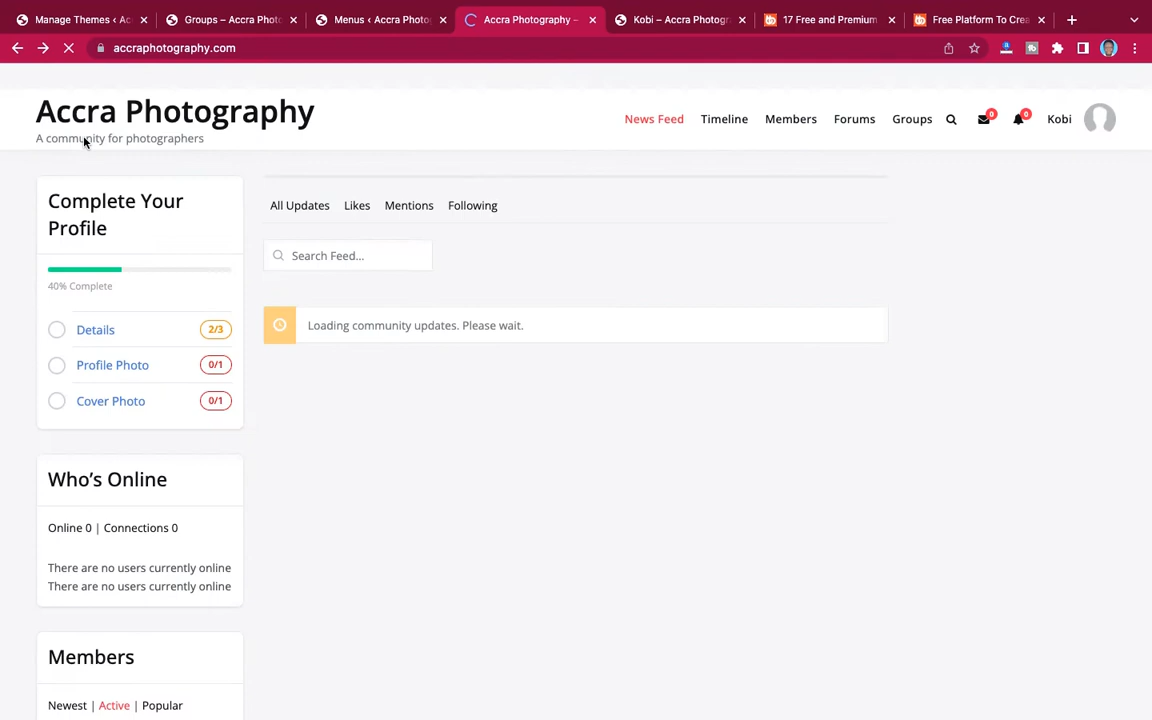 Manage Themes ‹ Ac
Groups – Accra Photo
Menus ‹ Accra Photo
Accra Photography –
Kobi – Accra Photogr
17 Free and Premium
Free Platform To Crea
accraphotography.com
Accra Photography
A community for photographers
News Feed
Timeline
Members
Forums
Groups
0
0
Kobi
Complete Your
Profile
40% Complete
Details 2/3
Profile Photo 0/1
Cover Photo 0/1
All Updates Likes Mentions Following
Search Feed...
Loading community updates. Please wait.
Who’s Online
Online 0 | Connections 0
There are no users currently online
There are no users currently online
Members
Newest | Active | Popular